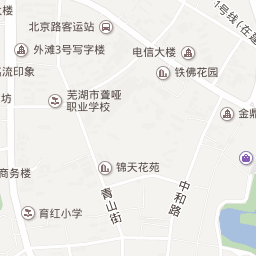 1号线(在建
北京路客运站
外滩3号写字楼
电信大楼
高流印象
铁佛花园
芜湖市聋哑
职业学校
坊
金鼎
锦天花苑
商务楼
中和路
青山街
育红小学